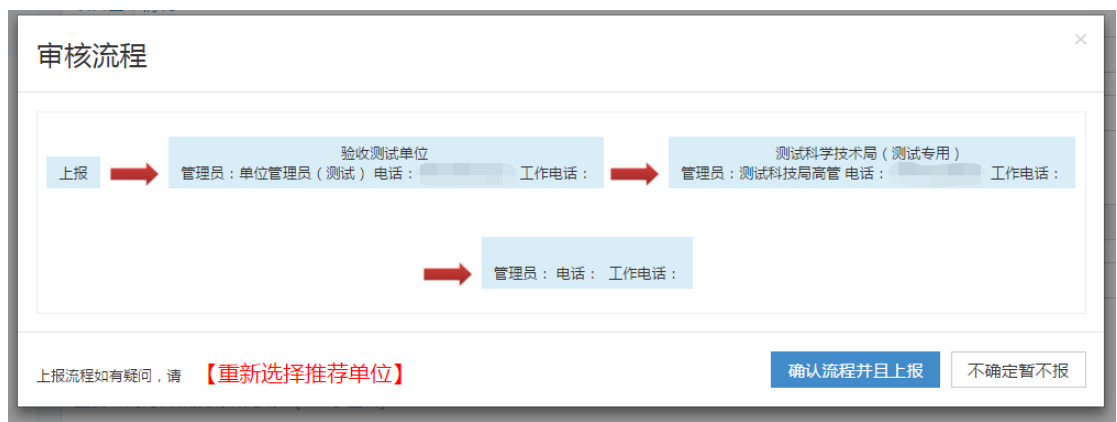 审核流程
×
上报
验收测试单位
管理员：单位管理员（测试） 电话： 工作电话：
测试科学技术局（测试专用）
管理员：测试科技局高管 电话： 工作电话：
管理员： 电话： 工作电话：
上报流程如有疑问，请 【重新选择推荐单位】
确认流程并且上报
不确定暂不报